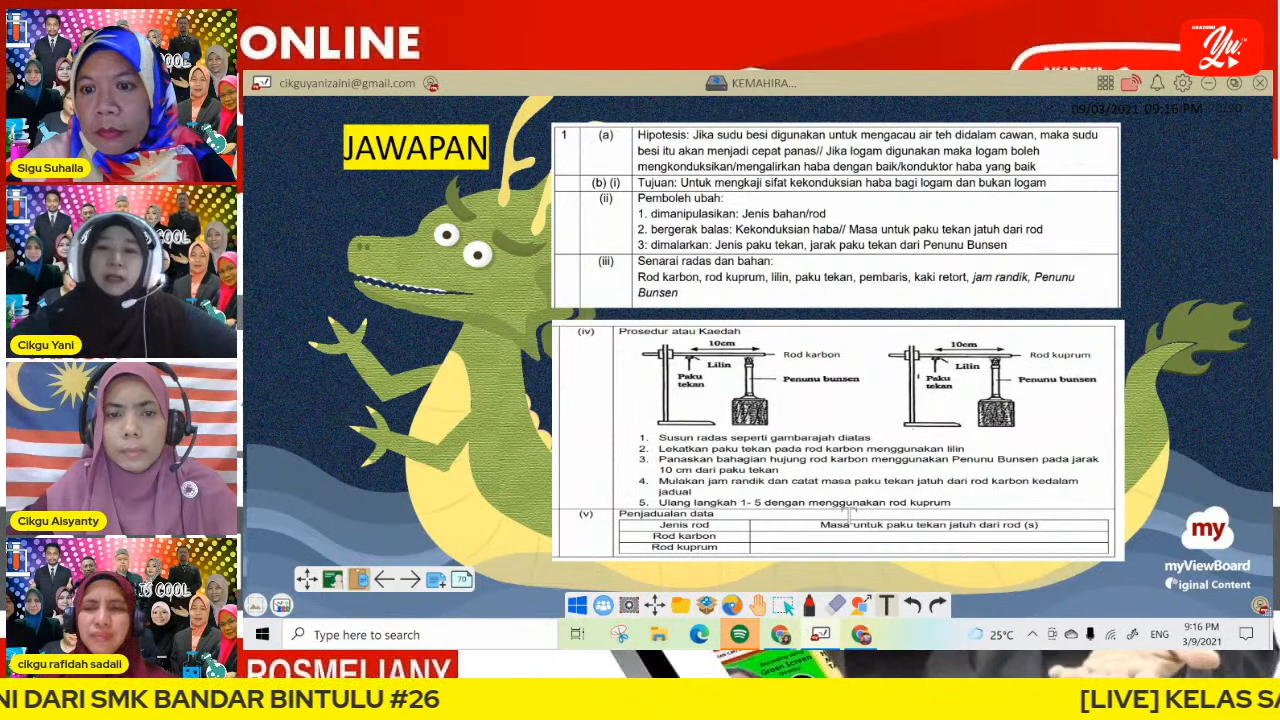 ONLINE
AKADEMI
Yu
cikguyanizaini@gmail.com
KEMAHIRA...
09/03/2021 09:16 PM
JAWAPAN
1 (a) Hipotesis: Jika sudu besi digunakan untuk mengacau air teh didalam cawan, maka sudu
besi itu akan menjadi cepat panas// Jika logam digunakan maka logam boleh
mengkonduksikan/mengalirkan haba dengan baik/konduktor haba yang baik
(b) (i) Tujuan: Untuk mengkaji sifat kekonduksian haba bagi logam dan bukan logam
(ii) Pemboleh ubah:
1. dimanipulasikan: Jenis bahan/rod
2. bergerak balas: Kekonduksian haba// Masa untuk paku tekan jatuh dari rod
3: dimalarkan: Jenis paku tekan, jarak paku tekan dari Penunu Bunsen
(iii) Senarai radas dan bahan:
Rod karbon, rod kuprum, lilin, paku tekan, pembaris, kaki retort, jam randik, Penunu
Bunsen
(iv) Prosedur atau Kaedah
10cm
Rod karbon
Lilin
Paku
tekan
Penunu bunsen
10cm
Rod kuprum
Lilin
Paku
tekan
Penunu bunsen
1. Susun radas seperti gambarajah diatas
2. Lekatkan paku tekan pada rod karbon menggunakan lilin
3. Panaskan bahagian hujung rod karbon menggunakan Penunu Bunsen pada jarak
10 cm dari paku tekan
4. Mulakan jam randik dan catat masa paku tekan jatuh dari rod karbon kedalam
jadual
5. Ulang langkah 1- 5 dengan menggunakan rod kuprum
(v) Penjadualan data
Jenis rod Masa untuk paku tekan jatuh dari rod (s)
Rod karbon
Rod kuprum
my
myViewBoard
Original Content
70
Type here to search
25°C
ENG
9:16 PM
3/9/2021
Sigu Suhaila
Cikgu Yani
Cikgu Aisyanty
IS COOL
cikgu rafidah sadali
ROSMELIANY
NI DARI SMK BANDAR BINTULU #26
[LIVE] KELAS SA